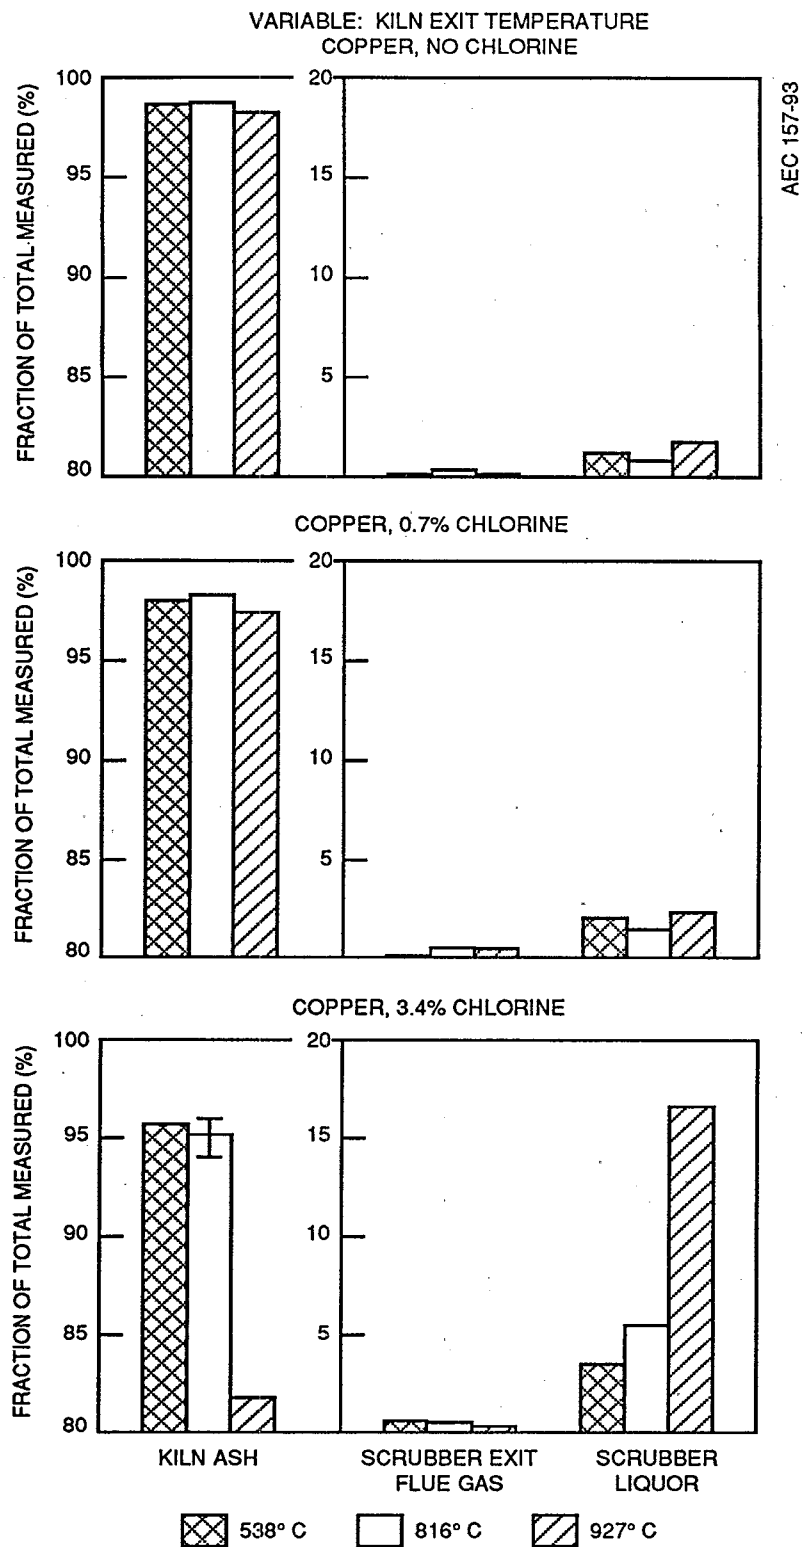 VARIABLE: KILN EXIT TEMPERATURE
COPPER, NO CHLORINE
AEC 157-93
FRACTION OF TOTAL MEASURED (%)
100
95
90
85
80
20
15
10
5
COPPER, 0.7% CHLORINE
FRACTION OF TOTAL MEASURED (%)
100
95
90
85
80
20
15
10
5
COPPER, 3.4% CHLORINE
FRACTION OF TOTAL MEASURED (%)
100
95
90
85
80
20
15
10
5
KILN ASH
SCRUBBER EXIT
FLUE GAS
SCRUBBER
LIQUOR
538° C
816° C
927° C